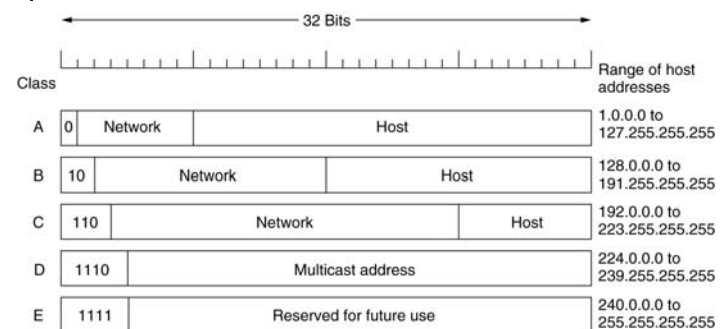 32 Bits
Range of host
addresses
Class
A 0 Network Host 1.0.0.0 to
127.255.255.255
B 10 Network Host 128.0.0.0 to
191.255.255.255
C 110 Network Host 192.0.0.0 to
223.255.255.255
D 1110 Multicast address 224.0.0.0 to
239.255.255.255
E 1111 Reserved for future use 240.0.0.0 to
255.255.255.255